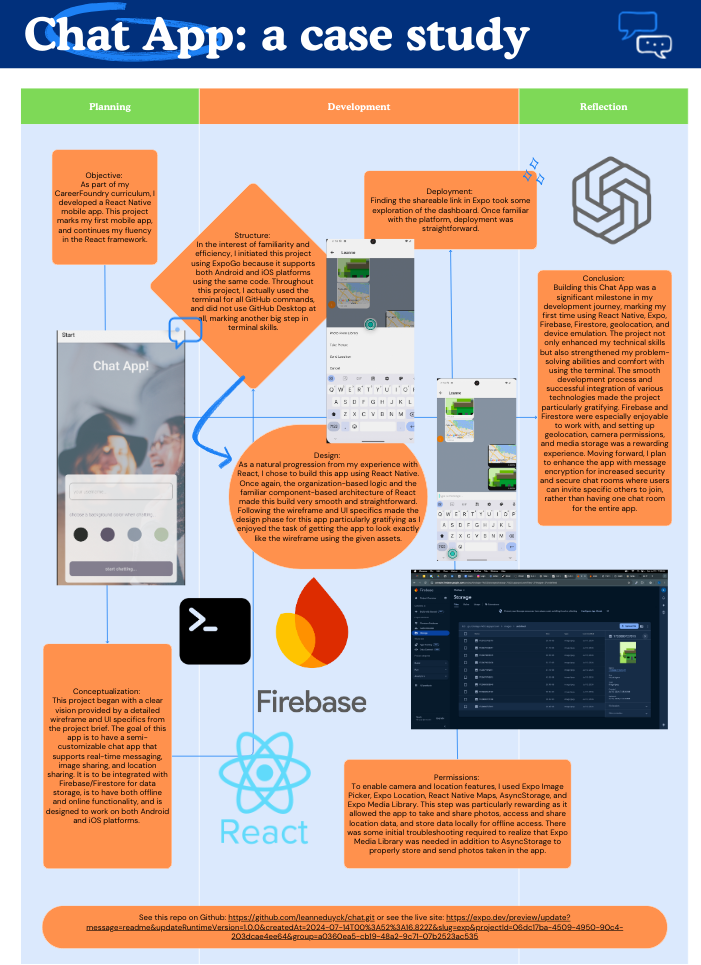 Chat App: a case study
Planning
Development
Reflection
Objective:
As part of my
CareerFoundry curriculum, I
developed a React Native
mobile app. This project
marks my first mobile app,
and continues my fluency
in the React framework.
Structure:
In the interest of familiarity and
efficiency, I initiated this project
using ExpoGo because it supports
both Android and iOS platforms
using the same code. Throughout
this project, I actually used the
terminal for all GitHub commands,
and did not use GitHub Desktop at
all, marking another big step in
terminal skills.
Deployment:
Finding the shareable link in Expo took some
exploration of the dashboard. Once familiar
with the platform, deployment was
straightforward.
Conclusion:
Building this Chat App was a
significant milestone in my
development journey, marking my
first time using React Native, Expo,
Firebase, Firestore, geolocation, and
device emulation. The project not
only enhanced my technical skills
but also strengthened my problem-
solving abilities and comfort with
using the terminal. The smooth
development process and
successful integration of various
technologies made the project
particularly gratifying. Firebase and
Firestore were especially enjoyable
to work with, and setting up
geolocation, camera permissions,
and media storage was a rewarding
experience. Moving forward, I plan
to enhance the app with message
encryption for increased security
and secure chat rooms where users
can invite specific others to join,
rather than having one chat room
for the entire app.
Start
Chat App!
start chatting...
Leanne
Cancel
Q W E R T Y U I O P
A S D F G H J K L
Z X C V B N M
Leanne
Q W E R T Y U I O P
A S D F G H J K L
Z X C V B N M
Design:
As a natural progression from my experience with
React, I chose to build this app using React Native.
Once again, the organization-based logic and the
familiar component-based architecture of React
made this build very smooth and straightforward.
Following the wireframe and UI specifics made the
design phase for this app particularly gratifying as I
enjoyed the task of getting the app to look exactly
like the wireframe using the given assets.
Firebase
Storage
Firebase
React
Conceptualization:
This project began with a clear
vision provided by a detailed
wireframe and UI specifics from
the project brief. The goal of this
app is to have a semi-
customizable chat app that
supports real-time messaging,
image sharing, and location
sharing. It is to be integrated with
Firebase/Firestore for data
storage, is to have both offline
and online functionality, and is
designed to work on both Android
and iOS platforms.
Permissions:
To enable camera and location features, I used Expo Image
Picker, Expo Location, React Native Maps, AsyncStorage, and
Expo Media Library. This step was particularly rewarding as it
allowed the app to take and share photos, access and share
location data, and store data locally for offline access. There
was some initial troubleshooting required to realize that Expo
Media Library was needed in addition to AsyncStorage to
properly store and send photos taken in the app.
See this repo on Github: https://github.com/leanneduyck/chat.git or see the live site: https://expo.dev/preview/update?
message=readme&updateRuntimeVersion=1.0.0&createdAt=2024-07-14T00%3A52%3A16.822Z&slug=exp&projectId=06dc17ba-4509-4950-90c4-
203dcae4ee64&group=a0360ea5-cb19-48a2-9c71-07b2523ac535